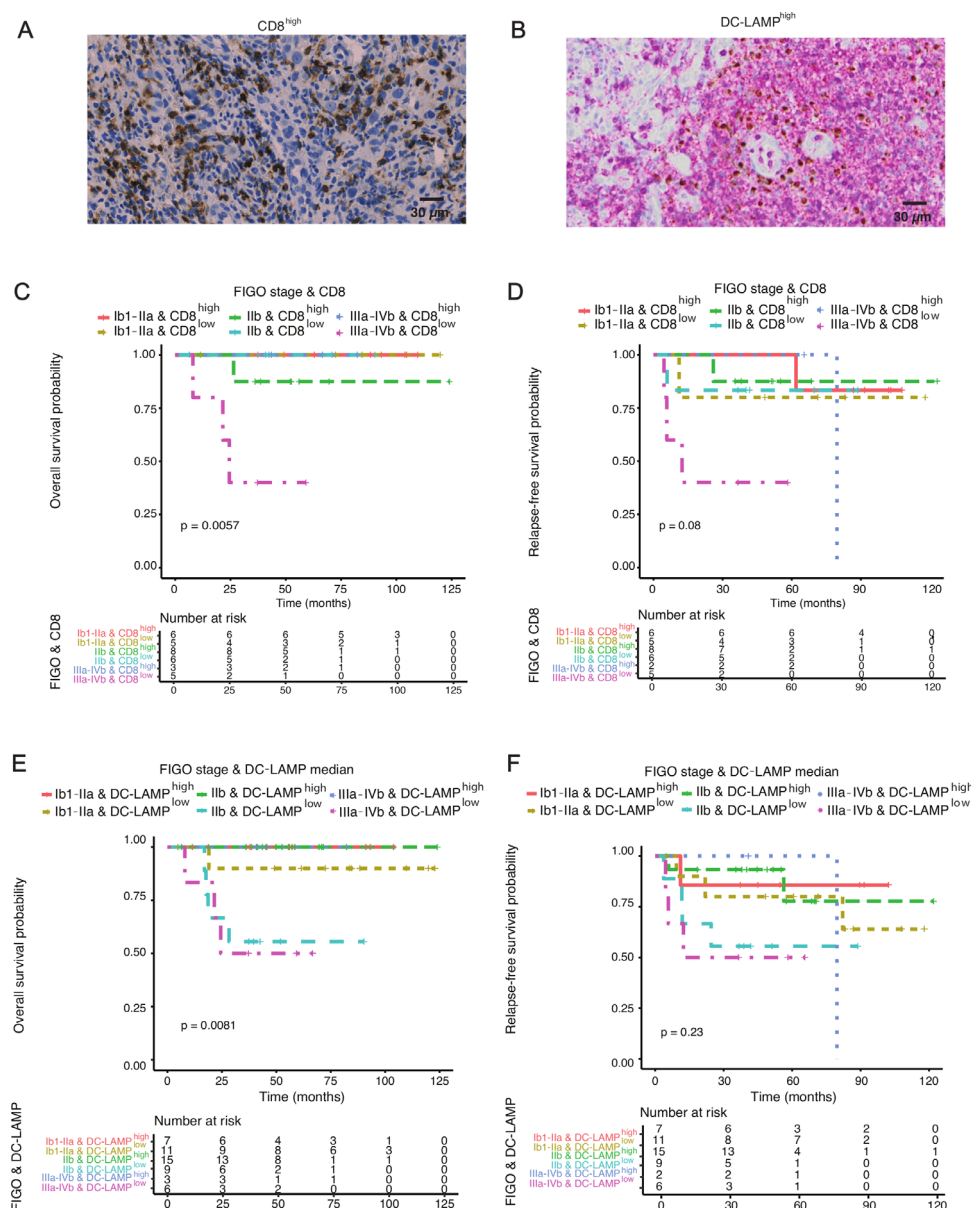 A
CD8high
30 µm
B
DC-LAMPhigh
30 µm
C
FIGO stage & CD8
Ib1-IIa & CD8high IIb & CD8high IIIa-IVb & CD8high
Ib1-IIa & CD8low IIb & CD8low IIIa-IVb & CD8low
Overall survival probability
1.00
0.75
0.50
0.25
0.00
p = 0.0057
0 25 50 75 100 125
Time (months)
Number at risk
FIGO & CD8
Ib1-IIa & CD8high 6 6 6 5 3 0
Ib1-IIa & CD8low 5 4 3 2 1 0
IIb & CD8high 8 8 5 1 1 0
IIb & CD8low 6 5 2 1 0 0
IIIa-IVb & CD8high 3 3 2 1 0 0
IIIa-IVb & CD8low 5 2 1 0 0 0
0 25 50 75 100 125
D
FIGO stage & CD8
Ib1-IIa & CD8high IIb & CD8high IIIa-IVb & CD8high
Ib1-IIa & CD8low IIb & CD8low IIIa-IVb & CD8low
Relapse-free survival probability
1.00
0.75
0.50
0.25
0.00
p = 0.08
0 30 60 90 120
Time (months)
Number at risk
FIGO & CD8
Ib1-IIa & CD8high 6 6 6 4 0
Ib1-IIa & CD8low 5 4 3 1 0
IIb & CD8high 8 7 2 1 1
IIb & CD8low
IIIa-IVb & CD8high
IIIa-IVb & CD8low 5 2 0 0 0
0 30 60 90 120
E
FIGO stage & DC-LAMP median
Ib1-IIa & DC-LAMPhigh IIb & DC-LAMPhigh IIIa-IVb & DC-LAMPhigh
Ib1-IIa & DC-LAMPlow IIb & DC-LAMPlow IIIa-IVb & DC-LAMPlow
Overall survival probability
1.00
0.75
0.50
0.25
0.00
p = 0.0081
0 25 50 75 100 125
Time (months)
Number at risk
FIGO & DC-LAMP
Ib1-IIa & DC-LAMPhigh 7 6 4 3 1 0
Ib1-IIa & DC-LAMPlow 11 9 8 6 3 0
IIb & DC-LAMPhigh 15 13 8 1 1 0
IIb & DC-LAMPlow 9 6 2 1 0 0
IIIa-IVb & DC-LAMPhigh 3 3 1 1 0 0
IIIa-IVb & DC-LAMPlow 6 3 2 0 0 0
0 25 50 75 100 125
F
FIGO stage & DC-LAMP median
Ib1-IIa & DC-LAMPhigh IIb & DC-LAMPhigh IIIa-IVb & DC-LAMPhigh
Ib1-IIa & DC-LAMPlow IIb & DC-LAMPlow IIIa-IVb & DC-LAMPlow
Relapse-free survival probability
1.00
0.75
0.50
0.25
0.00
p = 0.23
0 30 60 90 120
Time (months)
Number at risk
FIGO & DC-LAMP
Ib1-IIa & DC-LAMPhigh 7 6 3 2 0
Ib1-IIa & DC-LAMPlow 11 8 7 2 0
IIb & DC-LAMPhigh 15 13 4 1 1
IIb & DC-LAMPlow 9 5 1 0 0
IIIa-IVb & DC-LAMPhigh 2 2 1 0 0
IIIa-IVb & DC-LAMPlow 6 3 1 0 0
0 30 60 90 120